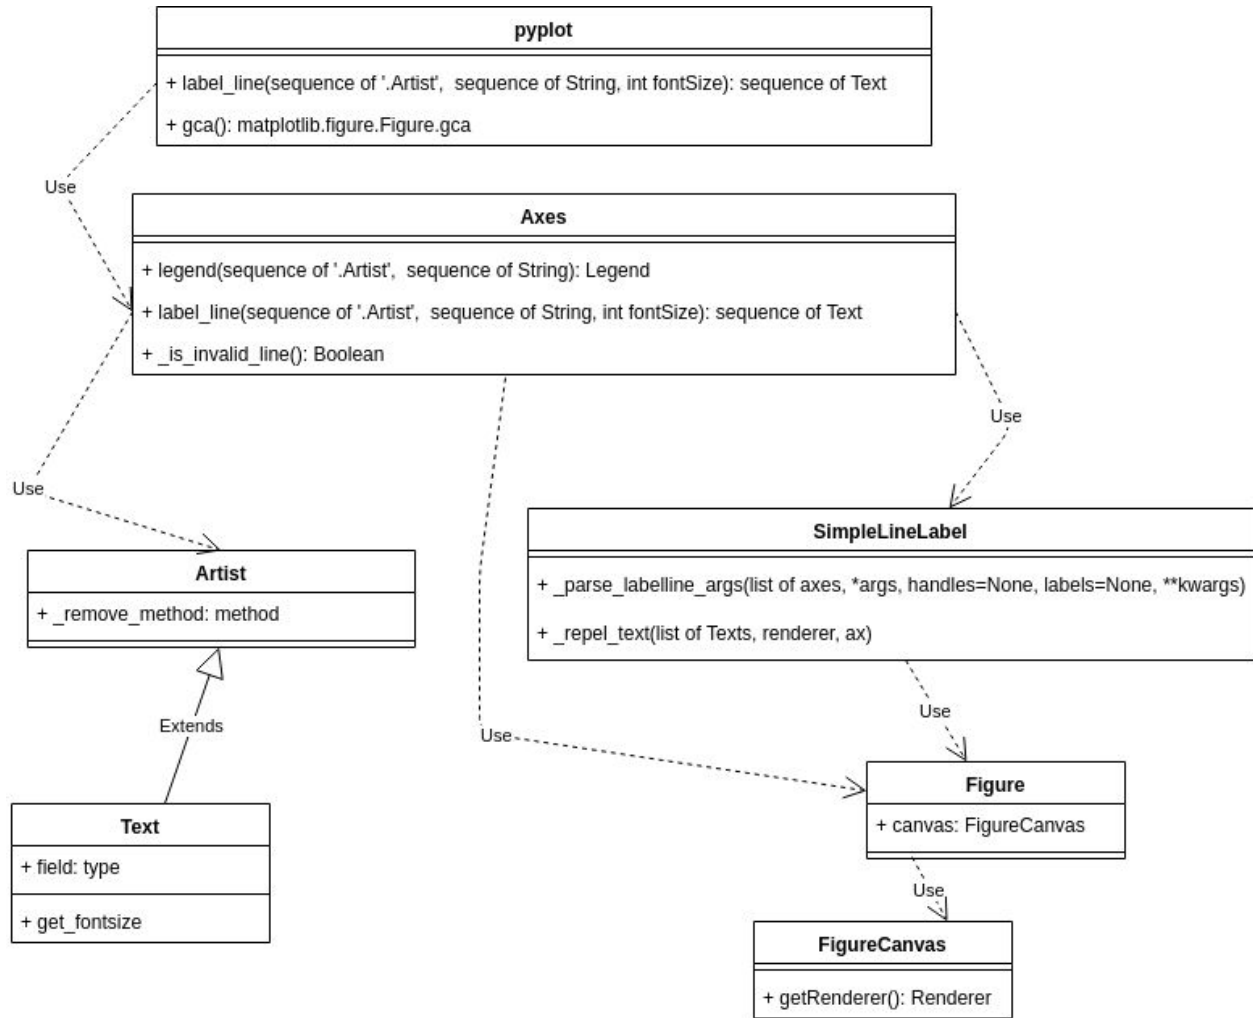 pyplot
+ label_line(sequence of '.Artist',  sequence of String, int fontSize): sequence of Text
+ gca(): matplotlib.figure.Figure.gca
Use
Axes
+ legend(sequence of '.Artist',  sequence of String): Legend
+ label_line(sequence of '.Artist',  sequence of String, int fontSize): sequence of Text
+ _is_invalid_line(): Boolean
Use
Use
SimpleLineLabel
+ _parse_labelline_args(list of axes, *args, handles=None, labels=None, **kwargs)
+ _repel_text(list of Texts, renderer, ax)
Artist
+ _remove_method: method
Extends
Use
Use
Figure
+ canvas: FigureCanvas
Text
+ field: type
+ get_fontsize
Use
FigureCanvas
+ getRenderer(): Renderer